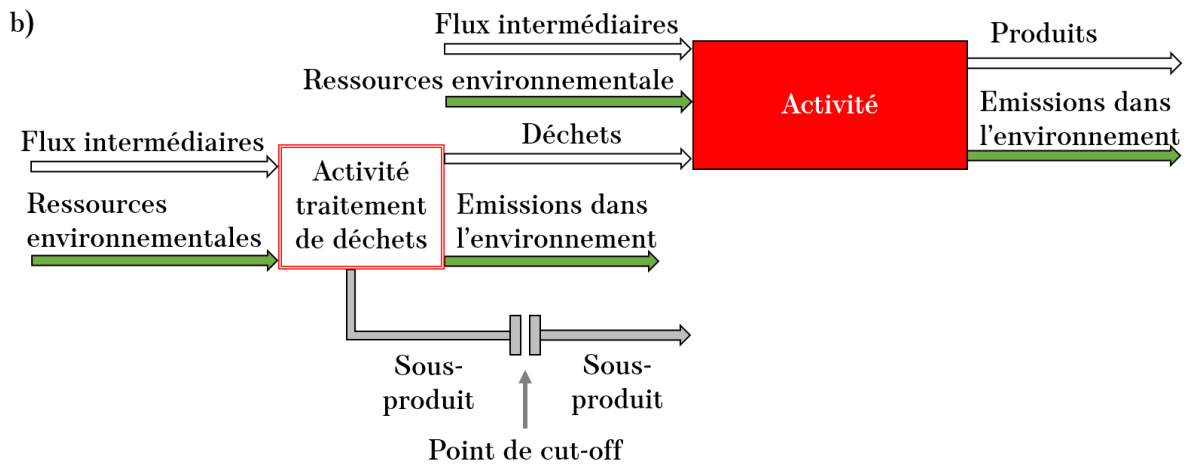 b)
Flux intermédiaires
Ressources environnementale
Déchets
Activité
Produits
Emissions dans
l'environnement
Flux intermédiaires
Ressources
environnementales
Activité
traitement
de déchets
Emissions dans
l'environnement
Sous-
produit
Sous-
produit
Point de cut-off